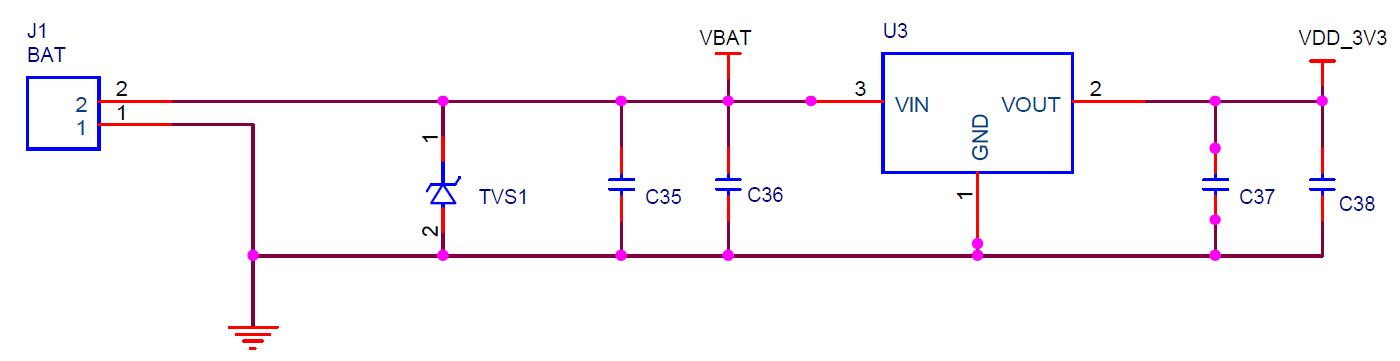 J1
BAT
2
1
2
1
1
2
TVS1
C35
VBAT
C36
U3
3
VIN
VOUT
GND
1
2
C37
VDD_3V3
C38